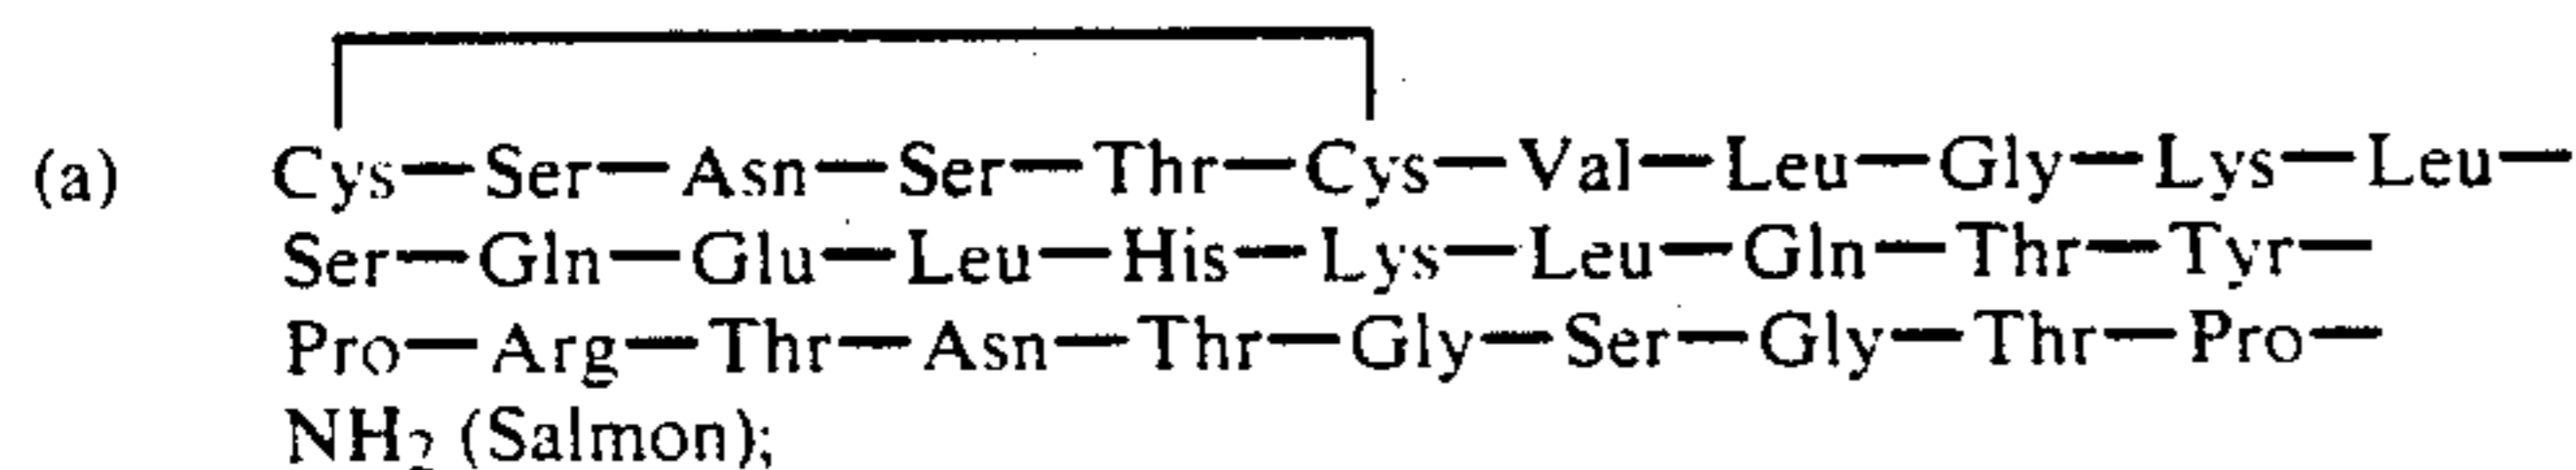 (a) Cys—Ser—Asn—Ser—Thr—Cys—Val—Leu—Gly—Lys—Leu—
Ser—Gln—Glu—Leu—His—Lys—Leu—Gln—Thr—Tyr—
Pro—Arg—Thr—Asn—Thr—Gly—Ser—Gly—Thr—Pro—
NH₂ (Salmon);